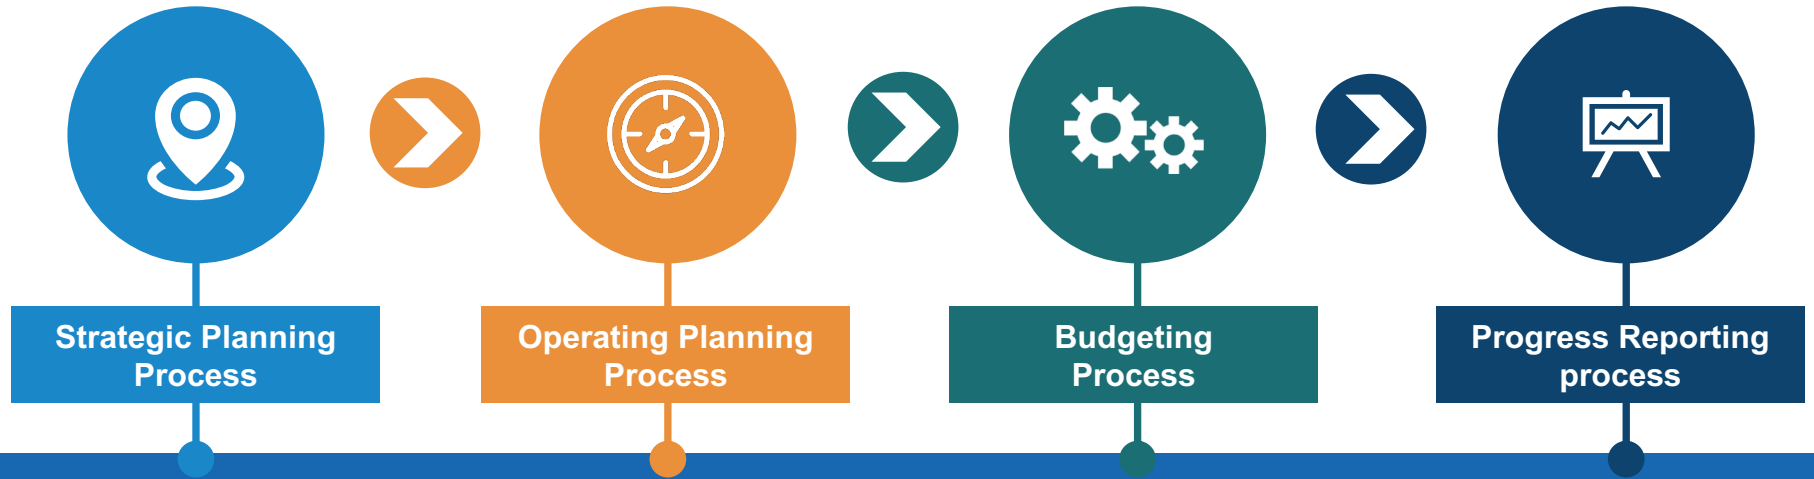 Strategic Planning
Process
Operating Planning
Process
Budgeting
Process
Progress Reporting
process